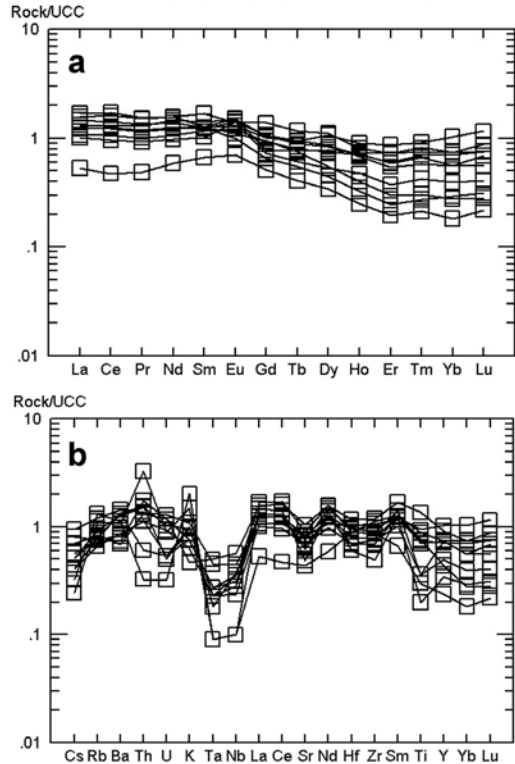 Rock/UCC
10
a
1
.1
.01
La Ce Pr Nd Sm Eu Gd Tb Dy Ho Er Tm Yb Lu
Rock/UCC
10
b
1
.1
.01
Cs Rb Ba Th U K Ta Nb La Ce Sr Nd Hf Zr Sm Ti Y Yb Lu